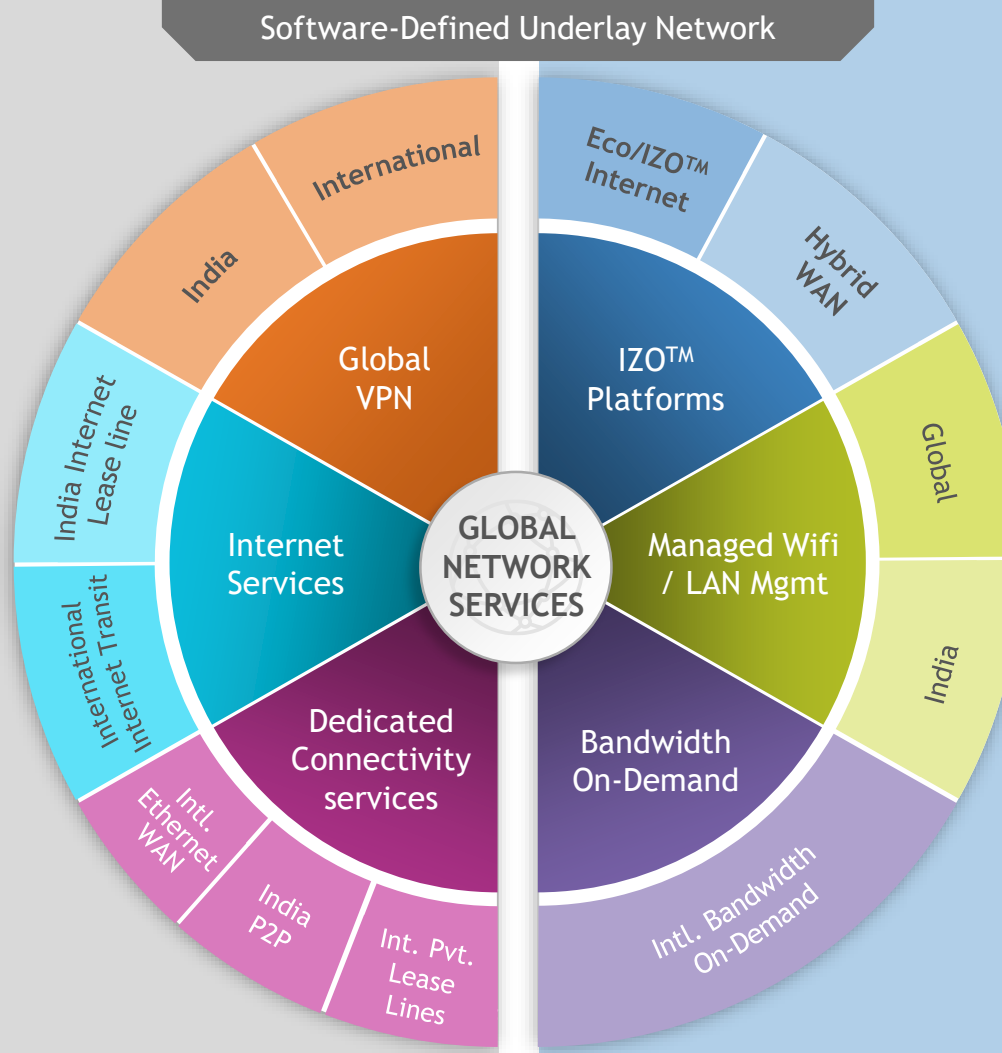 Software-Defined Underlay Network
International
India
Global
VPN
India Internet
Lease line
Internet
Services
International
Internet Transit
Dedicated
Connectivity
services
Intl.
Ethernet
WAN
India
P2P
Int. Pvt.
Lease
Lines
GLOBAL
NETWORK
SERVICES
Eco/IZO™
Internet
Hybrid
WAN
IZO™
Platforms
Global
Managed Wifi
/ LAN Mgmt
India
Bandwidth
On-Demand
Intl. Bandwidth
On-Demand